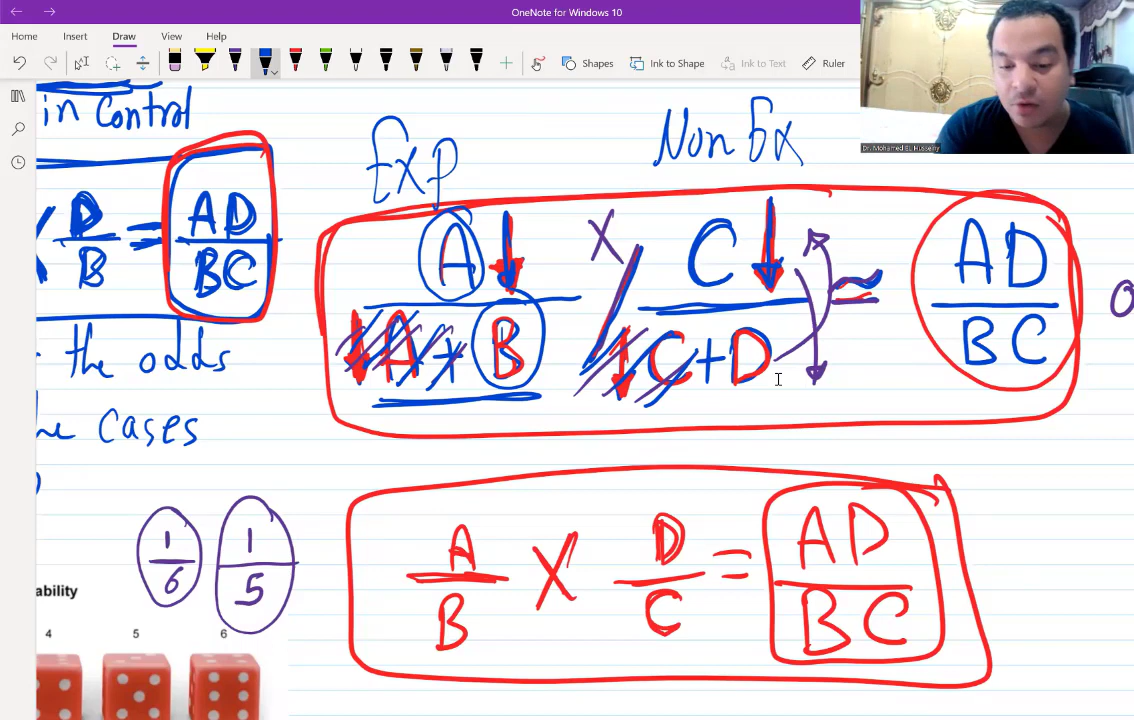 OneNote for Windows 10
Home Insert Draw View Help
Shapes Ink to Shape Ink to Text Ruler
Dr. Mohamed EL Husseiny
in Control
Exp Non Ex
D/B = AD/BC
A/A+B X / C/C+D ≈ AD/BC
the odds
Cases
1/6 1/5
A/B X D/C = AD/BC
ability
4 5 6